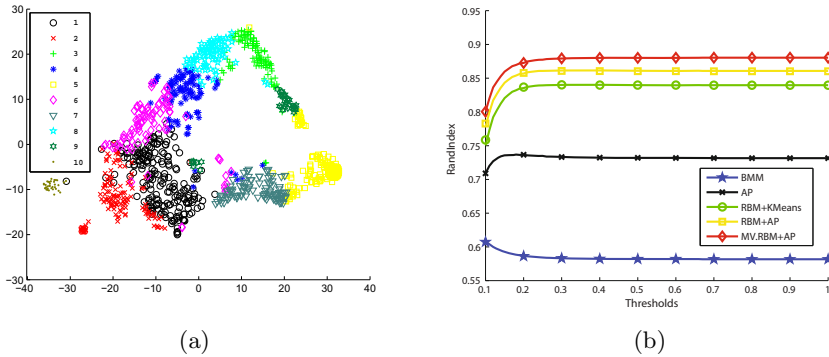 30
20
10
0
−10
−20
−30
−40 −30 −20 −10 0 10 20 30 40
1
2
3
4
5
6
7
8
9
10
(a)
0.95
0.9
0.85
0.8
0.75
0.7
0.65
0.6
0.55
RandIndex
0.1 0.2 0.3 0.4 0.5 0.6 0.7 0.8 0.9 1
Thresholds
BMM
AP
RBM+KMeans
RBM+AP
MV.RBM+AP
(b)